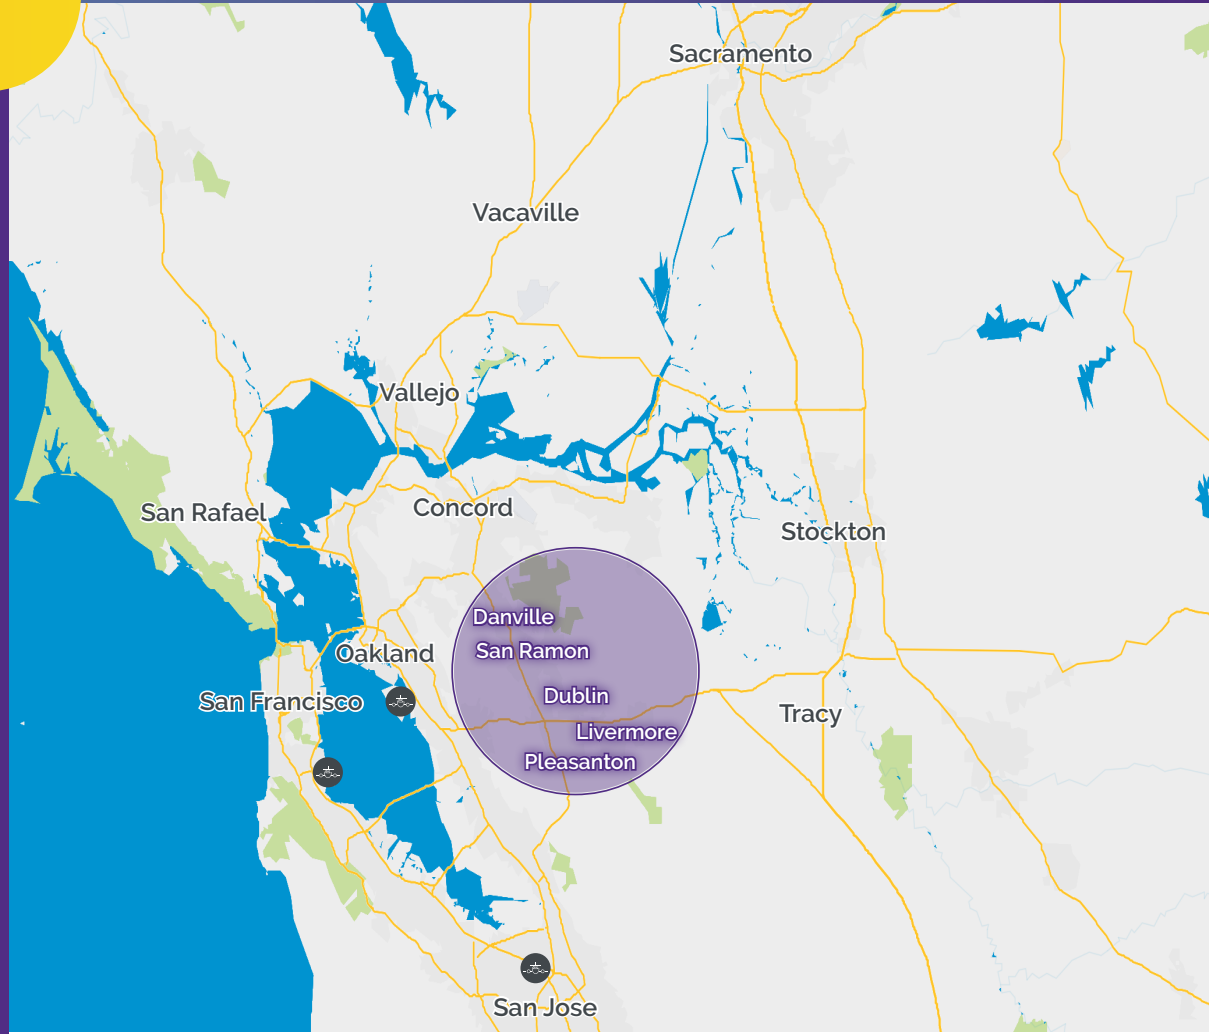 Sacramento
Vacaville
Vallejo
Concord
San Rafael
Stockton
Danville
San Ramon
Oakland
Dublin
San Francisco
Tracy
Livermore
Pleasanton
San Jose